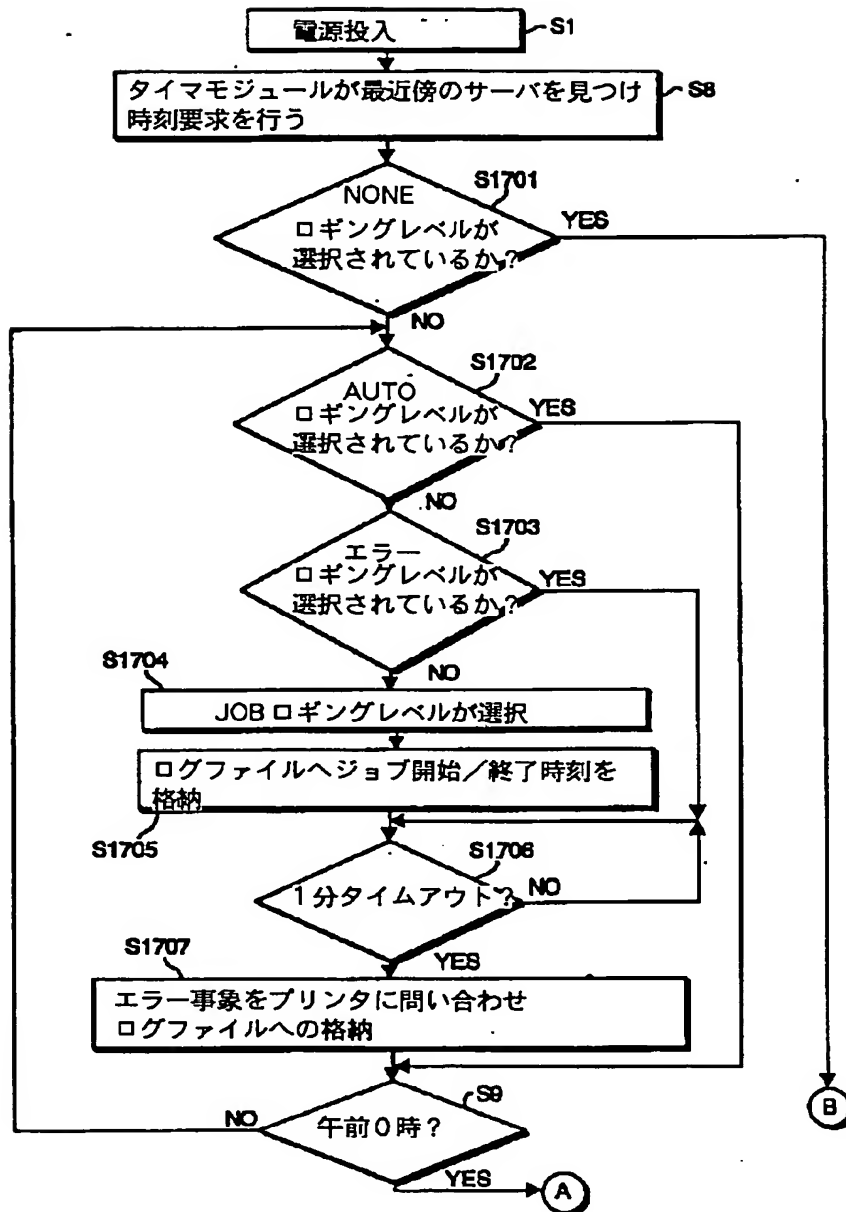 電源投入
S1
タイマモジュールが最近傍のサーバを見つけ
時刻要求を行う
S8
S1701
NONE
ロギングレベルが
選択されているか?
YES
NO
S1702
AUTO
ロギングレベルが
選択されているか?
YES
NO
S1703
エラー
ロギングレベルが
選択されているか?
YES
NO
S1704
JOB ロギングレベルが選択
ログファイルへジョブ開始/終了時刻を
格納
S1705
S1706
1分タイムアウト?
NO
YES
S1707
エラー事象をプリンタに問い合わせ
ログファイルへの格納
S9
午前0時?
NO
YES
A
B